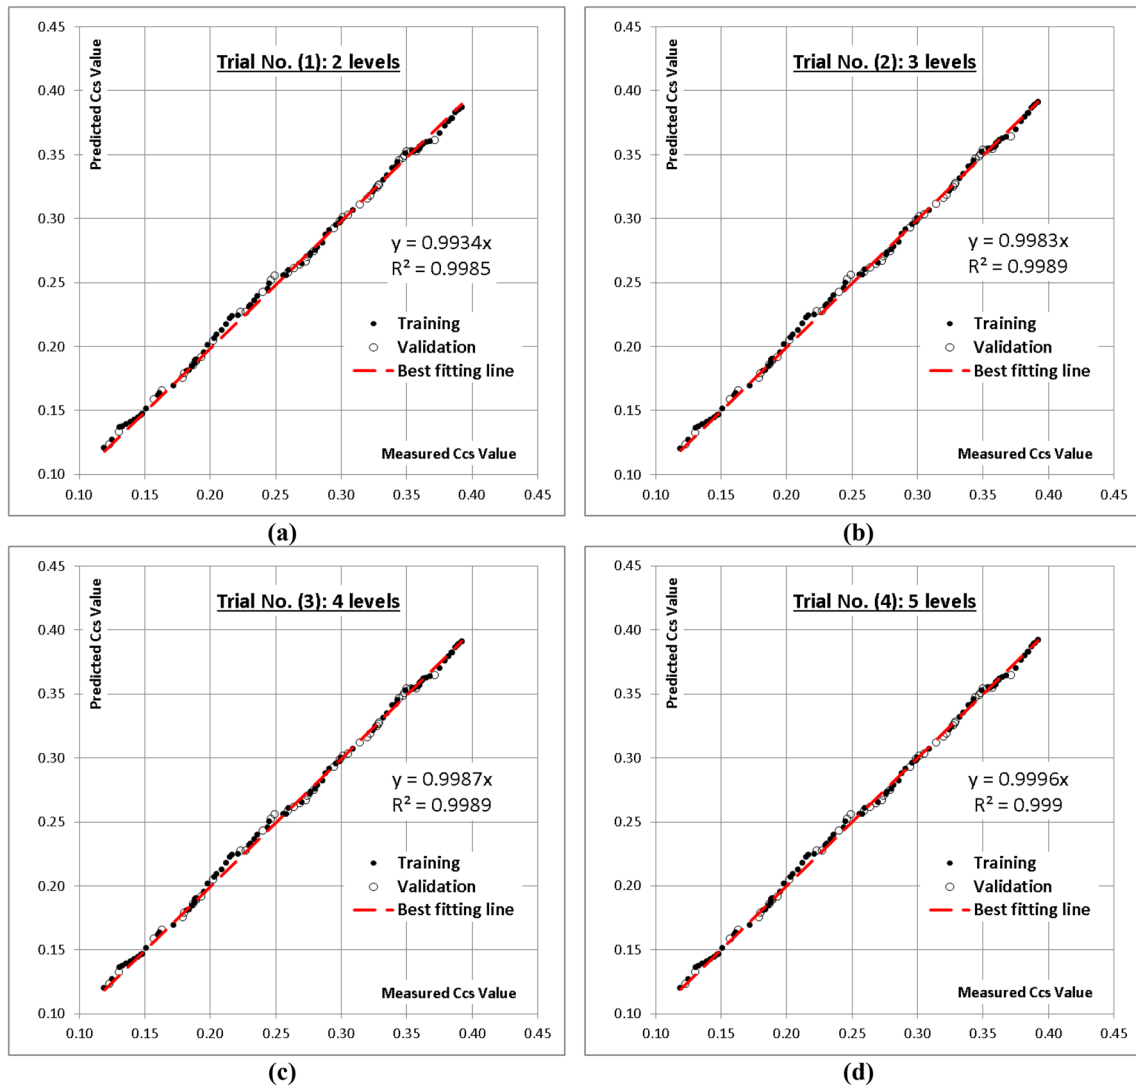 Trial No. (1): 2 levels
Predicted Ccs Value
0.45
0.40
0.35
0.30
0.25
0.20
0.15
0.10
y = 0.9934x
R² = 0.9985
Training
Validation
Best fitting line
Measured Ccs Value
0.10 0.15 0.20 0.25 0.30 0.35 0.40 0.45
(a)
Trial No. (2): 3 levels
Predicted Ccs Value
0.45
0.40
0.35
0.30
0.25
0.20
0.15
0.10
y = 0.9983x
R² = 0.9989
Training
Validation
Best fitting line
Measured Ccs Value
0.10 0.15 0.20 0.25 0.30 0.35 0.40 0.45
(b)
Trial No. (3): 4 levels
Predicted Ccs Value
0.45
0.40
0.35
0.30
0.25
0.20
0.15
0.10
y = 0.9987x
R² = 0.9989
Training
Validation
Best fitting line
Measured Ccs Value
0.10 0.15 0.20 0.25 0.30 0.35 0.40 0.45
(c)
Trial No. (4): 5 levels
Predicted Ccs Value
0.45
0.40
0.35
0.30
0.25
0.20
0.15
0.10
y = 0.9996x
R² = 0.999
Training
Validation
Best fitting line
Measured Ccs Value
0.10 0.15 0.20 0.25 0.30 0.35 0.40 0.45
(d)